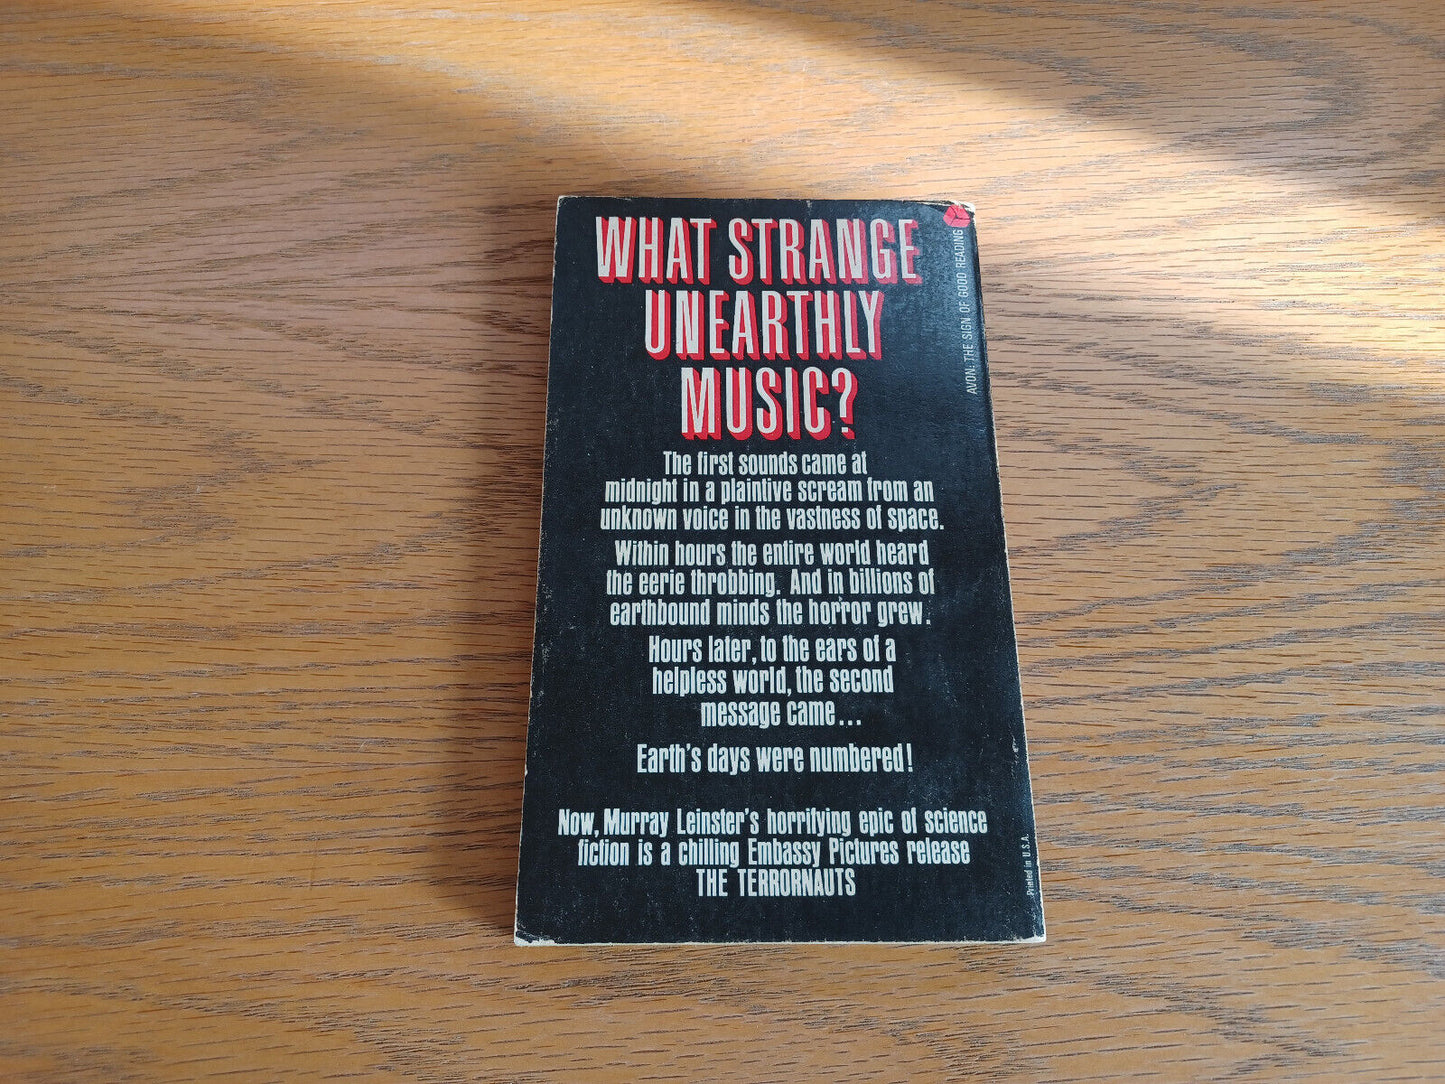 WHAT STRANGE
UNEARTHLY
MUSIC?
The first sounds came at
midnight in a plaintive scream from an
unknown voice in the vastness of space.
Within hours the entire world heard
the eerie throbbing. And in billions of
earthbound minds the horror grew.
Hours later, to the ears of a
helpless world, the second
message came...
Earth's days were numbered!
Now, Murray Leinster's horrifying epic of science
fiction is a chilling Embassy Pictures release
THE TERRORNAUTS
AVON: THE SIGN OF GOOD READING
Printed in U.S.A.